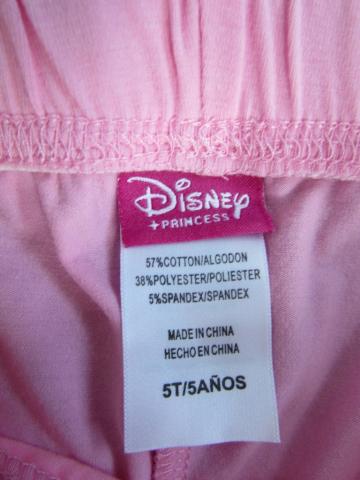 Disney
+PRINCESS
57%COTTON/ALGODON
38%POLYESTER/POLIESTER
5%SPANDEX/SPANDEX
MADE IN CHINA
HECHO EN CHINA
5T/5AÑOS